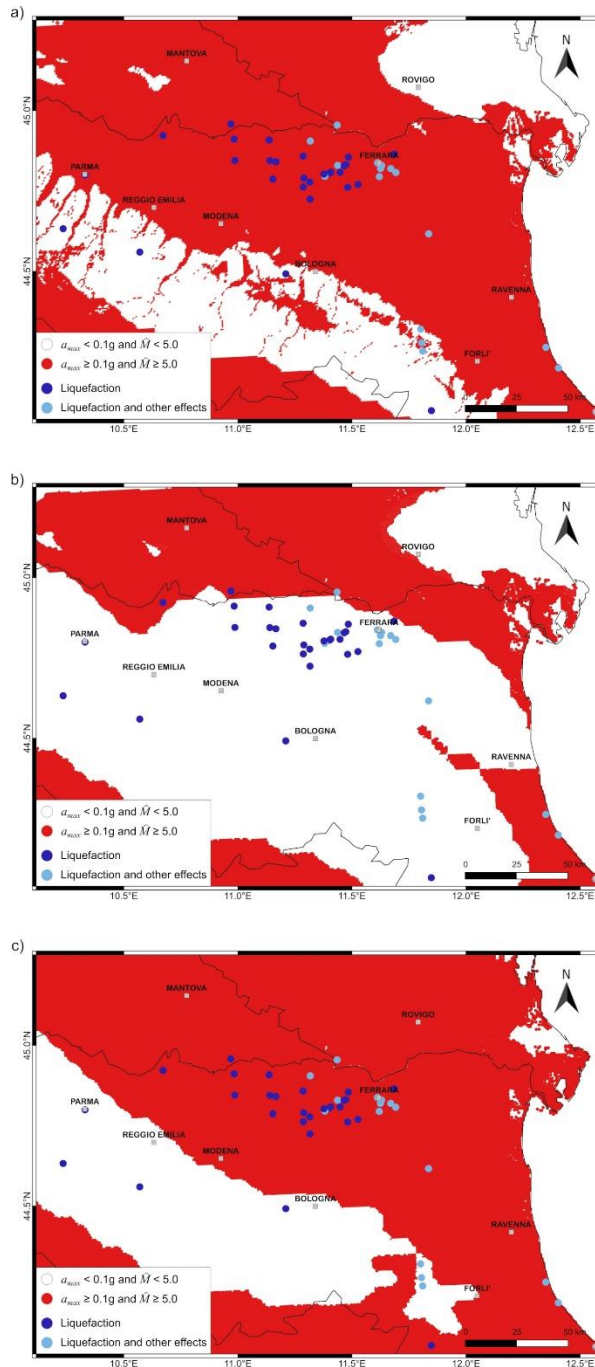 a)
MANTOVA
ROVIGO
N
45.0°N
FERRARA
PARMA
REGGIO EMILIA
MODENA
44.5°N
BOLOGNA
RAVENNA
FORLI'
a_max < 0.1g and M̂ < 5.0
a_max ≥ 0.1g and M̂ ≥ 5.0
Liquefaction
Liquefaction and other effects
0 25 50 km
10.5°E 11.0°E 11.5°E 12.0°E 12.5°E
b)
MANTOVA
ROVIGO
N
45.0°N
FERRARA
PARMA
REGGIO EMILIA
MODENA
44.5°N
BOLOGNA
RAVENNA
FORLI'
a_max < 0.1g and M̂ < 5.0
a_max ≥ 0.1g and M̂ ≥ 5.0
Liquefaction
Liquefaction and other effects
0 25 50 km
10.5°E 11.0°E 11.5°E 12.0°E 12.5°E
c)
MANTOVA
ROVIGO
N
45.0°N
FERRARA
PARMA
REGGIO EMILIA
MODENA
44.5°N
BOLOGNA
RAVENNA
FORLI'
a_max < 0.1g and M̂ < 5.0
a_max ≥ 0.1g and M̂ ≥ 5.0
Liquefaction
Liquefaction and other effects
0 25 50 km
10.5°E 11.0°E 11.5°E 12.0°E 12.5°E